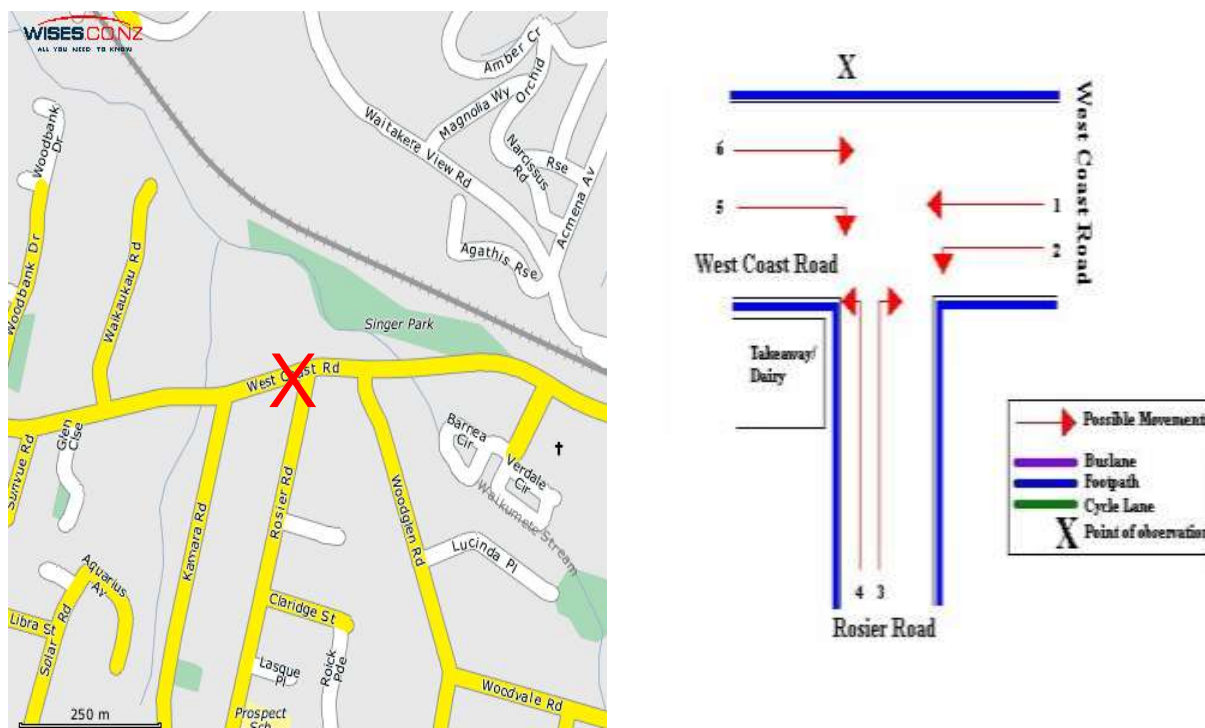 WISES.CO.NZ
ALL YOU NEED TO KNOW
Amber Cr
Orchid
Magnolia Wy
Waitakere View Rd
Narcissus
Rd
Rse
Acmena Av
Agathis Rse
Woodbank
Dr
Woodbank Dr
Waikaukau Rd
Singer Park
West Coast Rd
X
Glen
Clse
Sunvue Rd
Barnea
Cir
Verdale
Cir
Waikumete Stream
Kamara Rd
Rosier Rd
Woodglen Rd
Lucinda Pl
Aquarius
Av
Libra St
Solar Rd
Claridge St
Lasque
Pl
Roick
Pde
Woodvale Rd
Prospect
Sch
250 m
X
West Coast Road
6
5
1
2
West Coast Road
Takeaway/
Dairy
4 3
Rosier Road
Possible Movement
Buslane
Footpath
Cycle Lane
X Point of observation